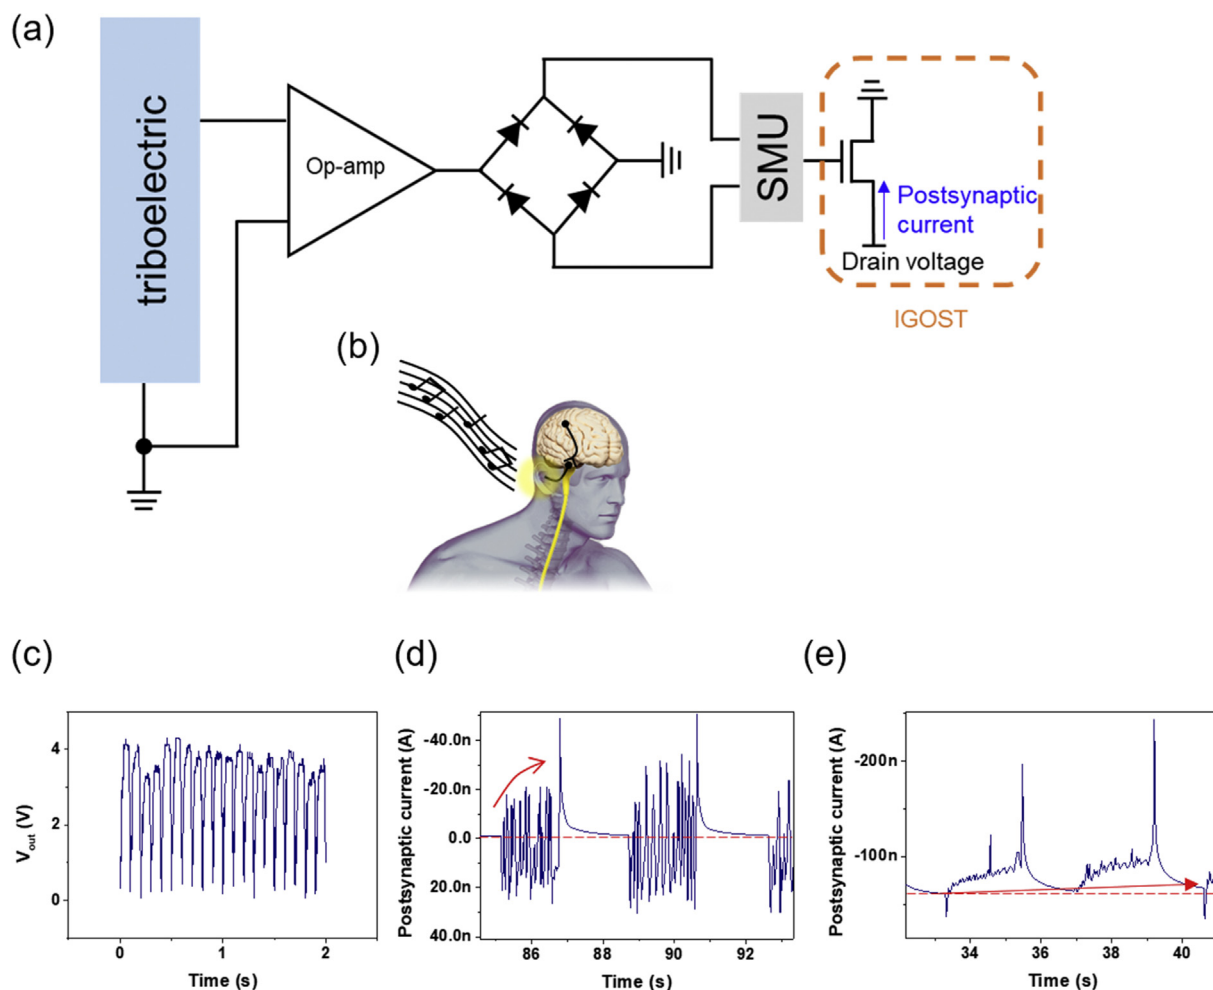 (a)
triboelectric
Op-amp
SMU
Postsynaptic
current
Drain voltage
IGOST
(b)
(c)
4
2
0
V_out (V)
0
1
2
Time (s)
(d)
-40.0n
-20.0n
0.0
20.0n
40.0n
Postsynaptic current (A)
86
88
90
92
Time (s)
(e)
-200n
-100n
Postsynaptic current (A)
34
36
38
40
Time (s)